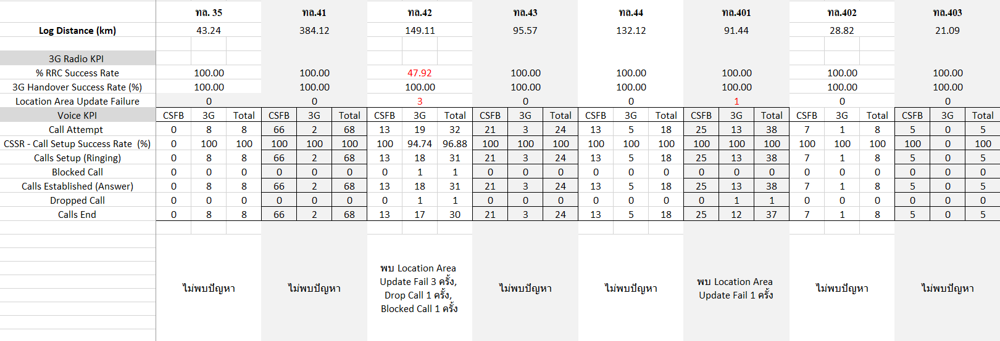 ทล. 35 ทล.41 ทล.42 ทล.43 ทล.44 ทล.401 ทล.402 ทล.403
Log Distance (km) 43.24 384.12 149.11 95.57 132.12 91.44 28.82 21.09
3G Radio KPI
% RRC Success Rate 100.00 100.00 47.92 100.00 100.00 100.00 100.00 100.00
3G Handover Success Rate (%) 100.00 100.00 100.00 100.00 100.00 100.00 100.00 100.00
Location Area Update Failure 0 0 3 0 0 1 0 0
Voice KPI CSFB 3G Total CSFB 3G Total CSFB 3G Total CSFB 3G Total CSFB 3G Total CSFB 3G Total CSFB 3G Total CSFB 3G Total
Call Attempt 0 8 8 66 2 68 13 19 32 21 3 24 13 5 18 25 13 38 7 1 8 5 0 5
CSSR - Call Setup Success Rate (%) 0 100 100 100 100 100 100 94.74 96.88 100 100 100 100 100 100 100 100 100 100 100 100 100 0 100
Calls Setup (Ringing) 0 8 8 66 2 68 13 18 31 21 3 24 13 5 18 25 13 38 7 1 8 5 0 5
Blocked Call 0 0 0 0 0 0 0 1 1 0 0 0 0 0 0 0 0 0 0 0 0 0 0 0
Calls Established (Answer) 0 8 8 66 2 68 13 18 31 21 3 24 13 5 18 25 13 38 7 1 8 5 0 5
Dropped Call 0 0 0 0 0 0 0 1 1 0 0 0 0 0 0 0 1 1 0 0 0 0 0 0
Calls End 0 8 8 66 2 68 13 17 30 21 3 24 13 5 18 25 12 37 7 1 8 5 0 5
ไม่พบปัญหา
ไม่พบปัญหา
พบ Location Area
Update Fail 3 ครั้ง,
Drop Call 1 ครั้ง,
Blocked Call 1 ครั้ง
ไม่พบปัญหา
ไม่พบปัญหา
พบ Location Area
Update Fail 1 ครั้ง
ไม่พบปัญหา
ไม่พบปัญหา